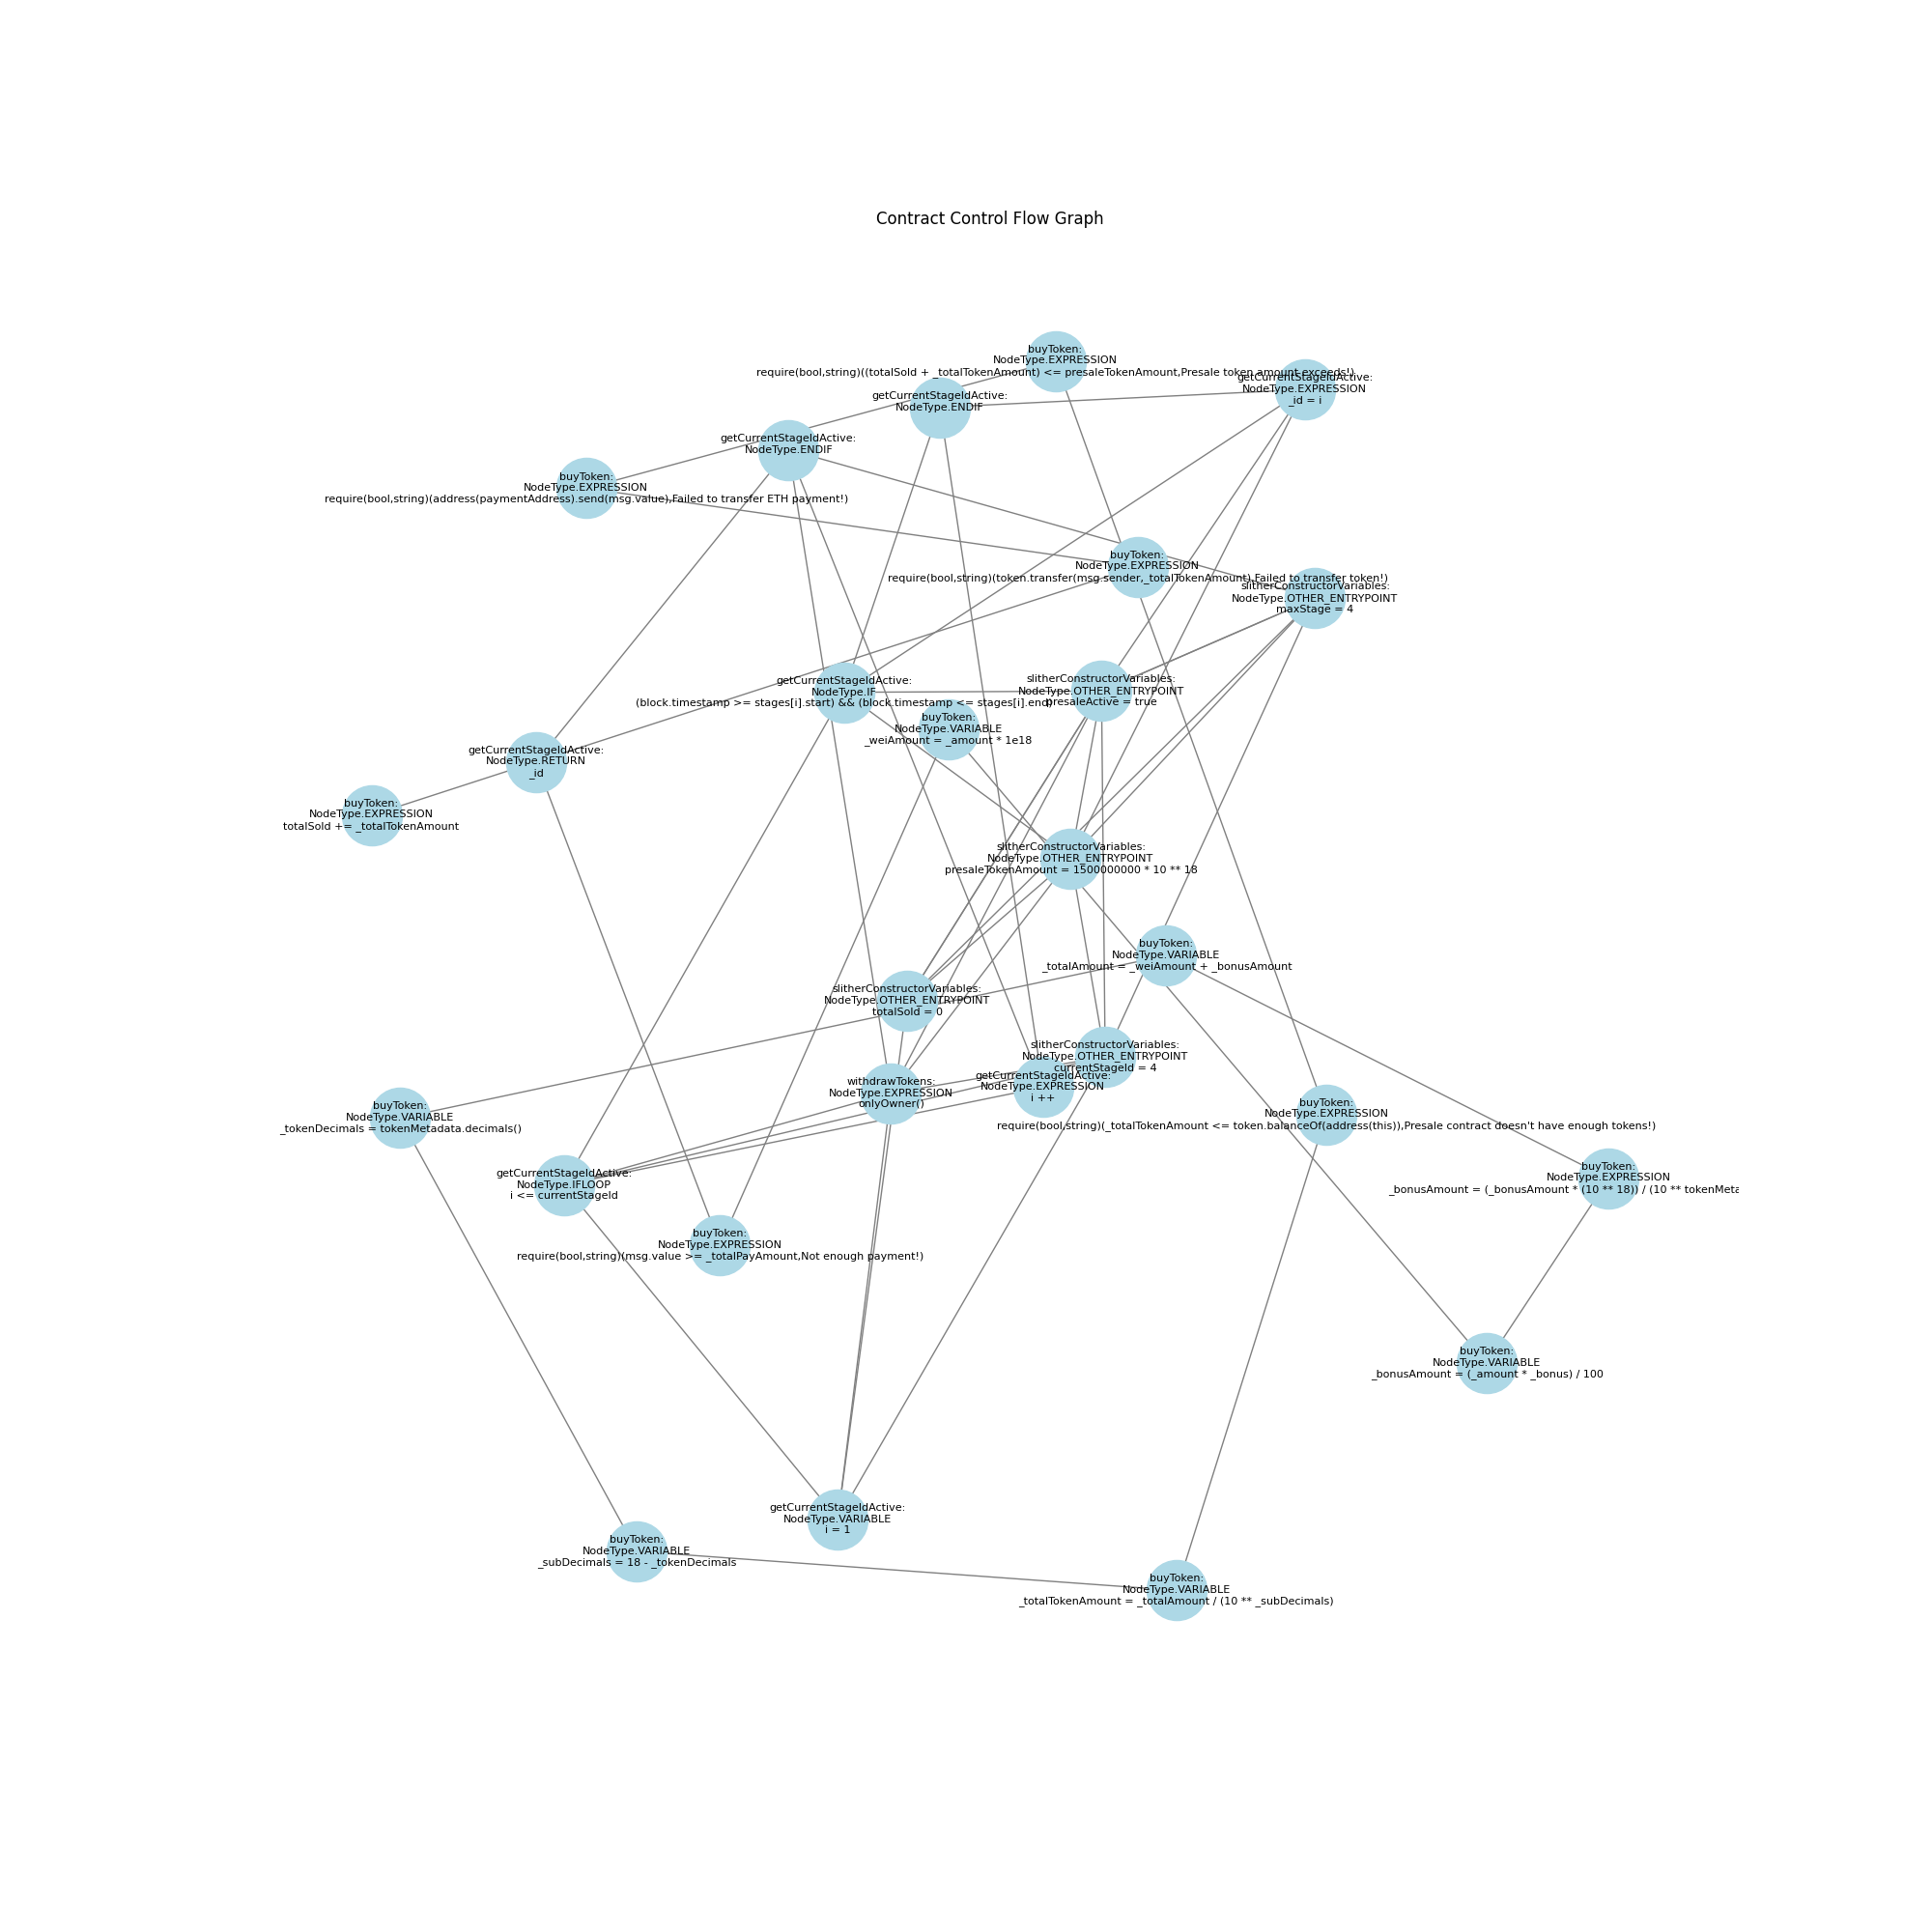 Contract Control Flow Graph
buyToken:
NodeType.EXPRESSION
require(bool,string)((totalSold + _totalTokenAmount) <= presaleTokenAmount,Presale token amount exceeds!)
getCurrentStageIdActive:
NodeType.EXPRESSION
_id = i
getCurrentStageIdActive:
NodeType.ENDIF
getCurrentStageIdActive:
NodeType.ENDIF
buyToken:
NodeType.EXPRESSION
require(bool,string)(address(paymentAddress).send(msg.value),Failed to transfer ETH payment!)
buyToken:
NodeType.EXPRESSION
require(bool,string)(token.transfer(msg.sender,_totalTokenAmount),Failed to transfer token!)
slitherConstructorVariables:
NodeType.OTHER_ENTRYPOINT
maxStage = 4
getCurrentStageIdActive:
NodeType.IF
(block.timestamp >= stages[i].start) && (block.timestamp <= stages[i].end)
slitherConstructorVariables:
NodeType.OTHER_ENTRYPOINT
presaleActive = true
buyToken:
NodeType.VARIABLE
_weiAmount = _amount * 1e18
getCurrentStageIdActive:
NodeType.RETURN
_id
buyToken:
NodeType.EXPRESSION
totalSold += _totalTokenAmount
slitherConstructorVariables:
NodeType.OTHER_ENTRYPOINT
presaleTokenAmount = 1500000000 * 10 ** 18
buyToken:
NodeType.VARIABLE
_totalAmount = _weiAmount + _bonusAmount
slitherConstructorVariables:
NodeType.OTHER_ENTRYPOINT
totalSold = 0
slitherConstructorVariables:
NodeType.OTHER_ENTRYPOINT
currentStageId = 4
getCurrentStageIdActive:
NodeType.EXPRESSION
i ++
withdrawTokens:
NodeType.EXPRESSION
onlyOwner()
buyToken:
NodeType.VARIABLE
_tokenDecimals = tokenMetadata.decimals()
buyToken:
NodeType.EXPRESSION
require(bool,string)(_totalTokenAmount <= token.balanceOf(address(this)),Presale contract doesn't have enough tokens!)
getCurrentStageIdActive:
NodeType.IFLOOP
i <= currentStageId
buyToken:
NodeType.EXPRESSION
_bonusAmount = (_bonusAmount * (10 ** 18)) / (10 ** tokenMeta
buyToken:
NodeType.EXPRESSION
require(bool,string)(msg.value >= _totalPayAmount,Not enough payment!)
buyToken:
NodeType.VARIABLE
_bonusAmount = (_amount * _bonus) / 100
getCurrentStageIdActive:
NodeType.VARIABLE
i = 1
buyToken:
NodeType.VARIABLE
_subDecimals = 18 - _tokenDecimals
buyToken:
NodeType.VARIABLE
_totalTokenAmount = _totalAmount / (10 ** _subDecimals)